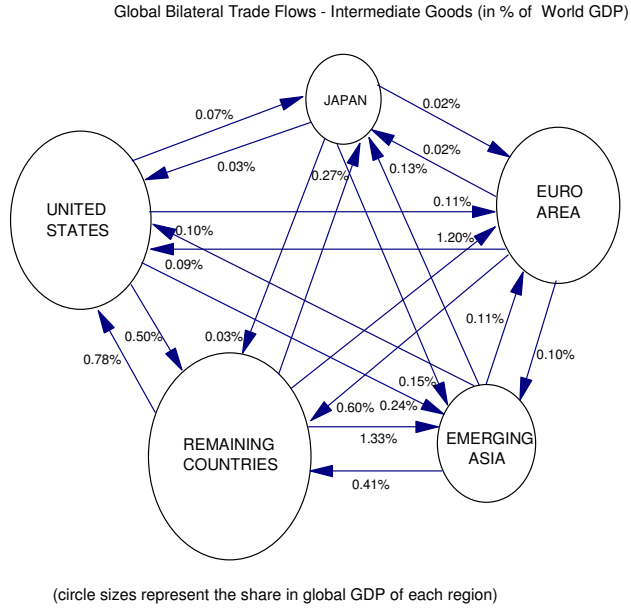 Global Bilateral Trade Flows - Intermediate Goods (in % of World GDP)
JAPAN
0.07%
0.02%
0.03%
0.27%
0.13%
0.02%
UNITED
STATES
EURO
AREA
0.11%
0.10%
1.20%
0.09%
0.11%
0.50%
0.03%
0.78%
0.10%
0.15%
0.60%
0.24%
REMAINING
COUNTRIES
1.33%
EMERGING
ASIA
0.41%
(circle sizes represent the share in global GDP of each region)